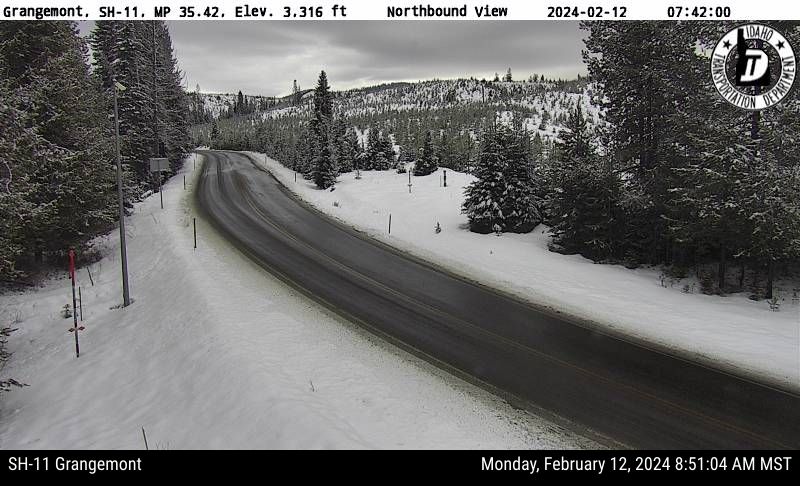 Grangemont, SH-11, MP 35.42, Elev. 3,316 ft Northbound View 2024-02-12 07:42:00
IDAHO
TRANSPORTATION DEPARTMENT
SH-11 Grangemont Monday, February 12, 2024 8:51:04 AM MST